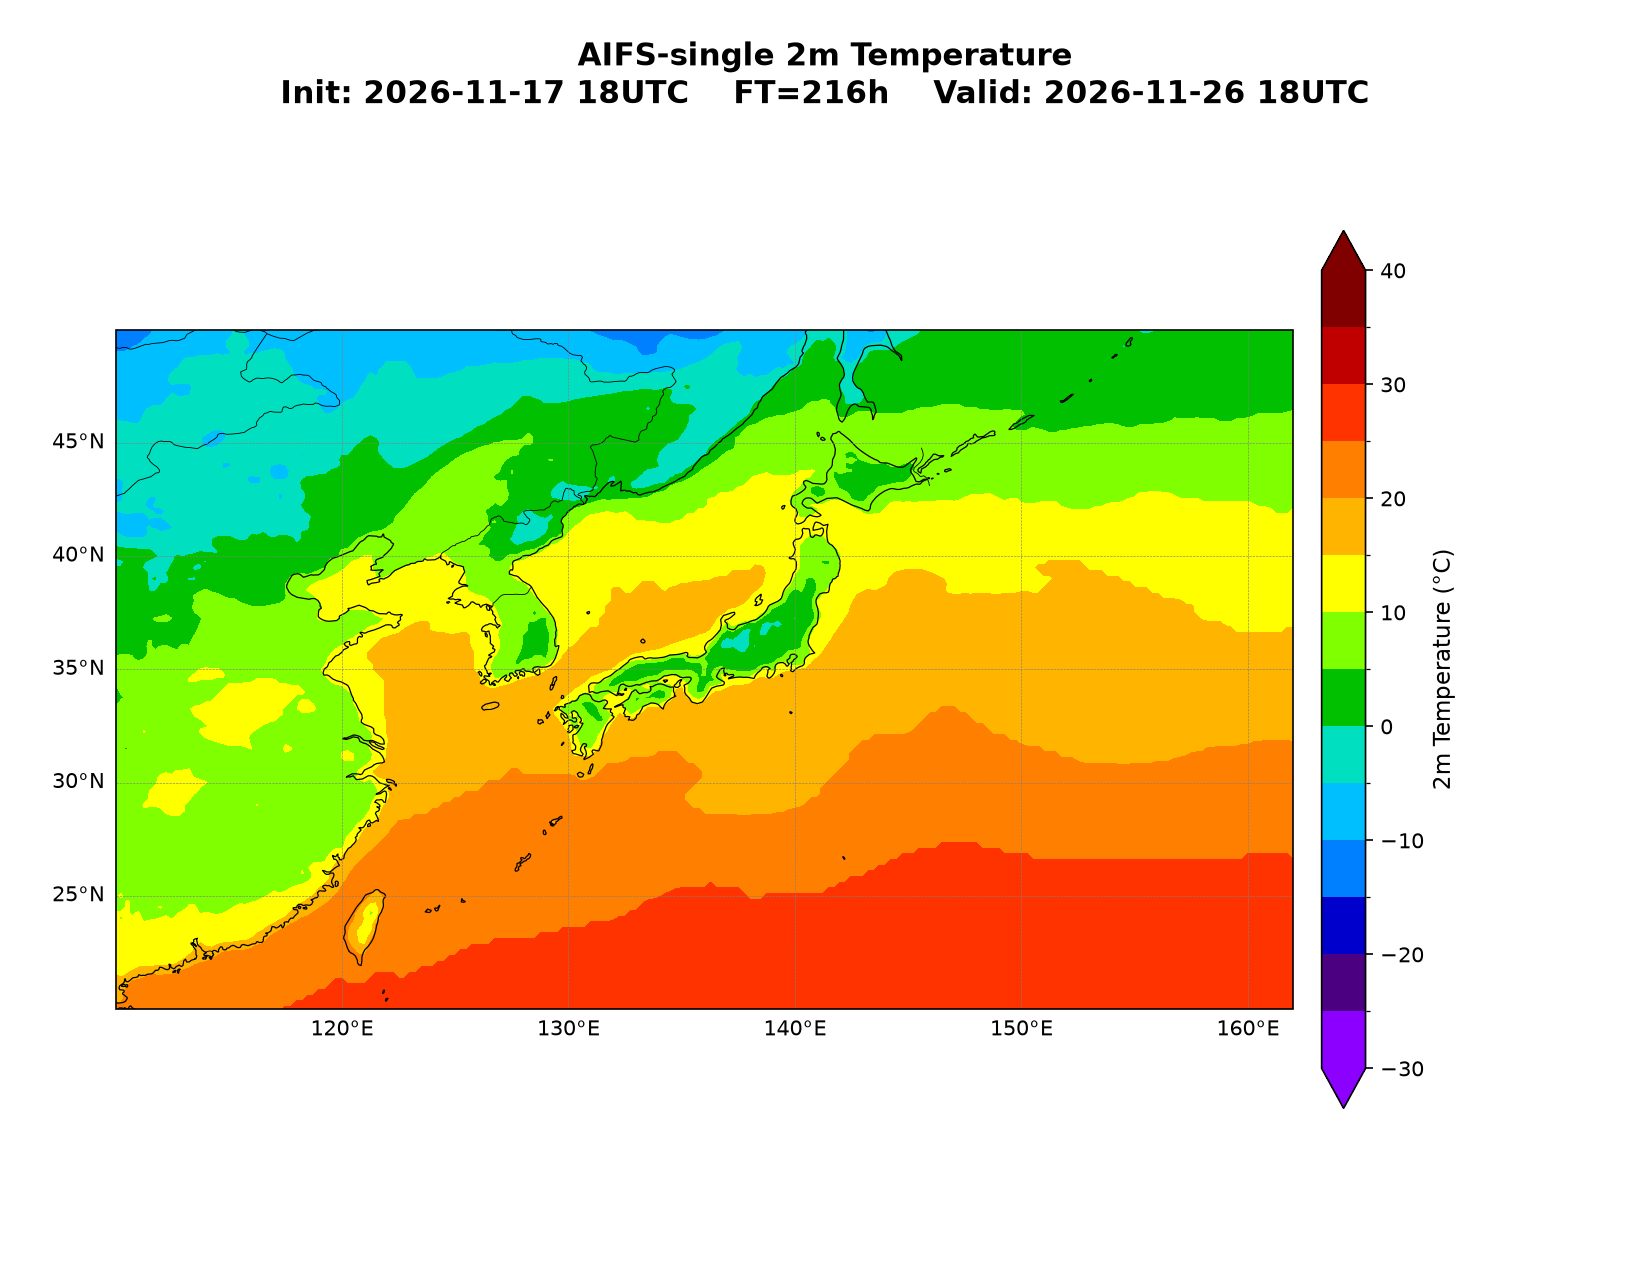 AIFS-single 2m Temperature
Init: 2026-11-17 18UTC    FT=216h    Valid: 2026-11-26 18UTC
45°N
40°N
35°N
30°N
25°N
120°E
130°E
140°E
150°E
160°E
40
30
20
10
0
−10
−20
−30
2m Temperature (°C)